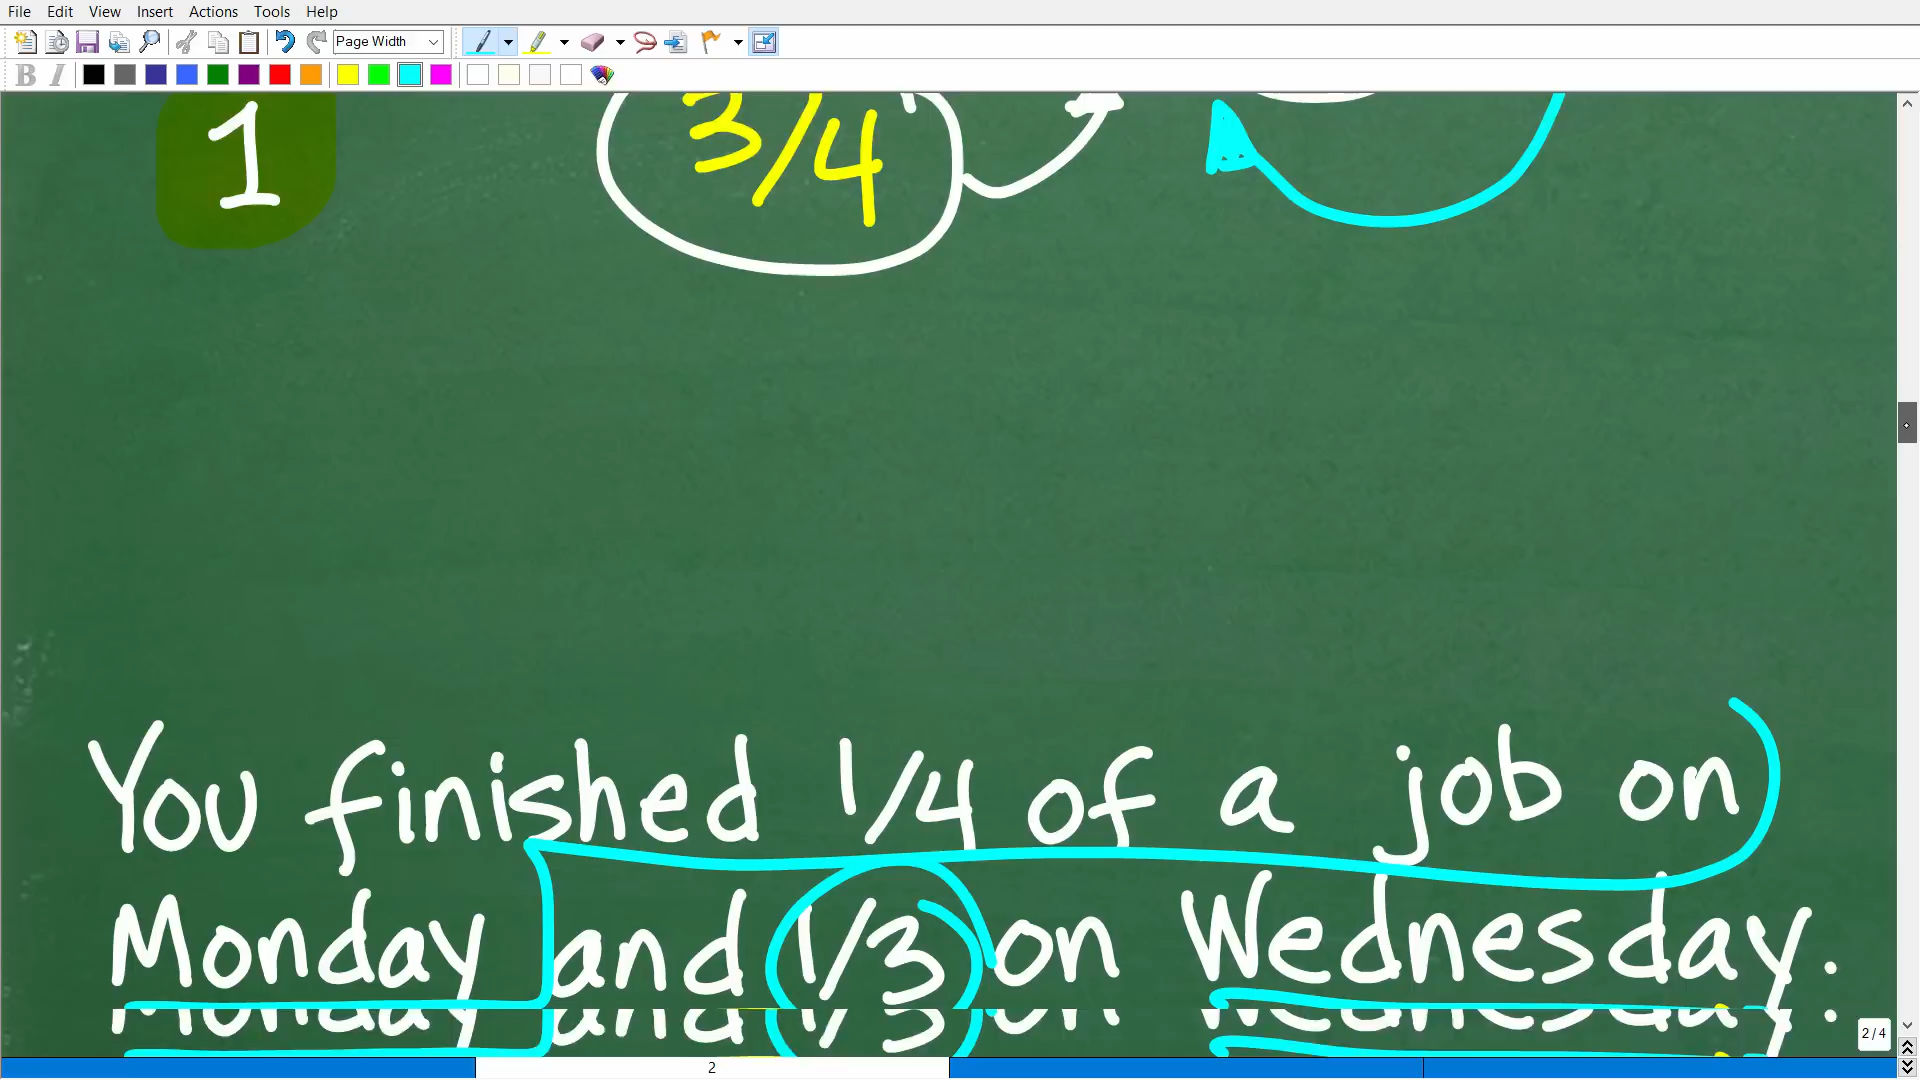 File Edit View Insert Actions Tools Help
Page Width
B I
1
3/4
You finished 1/4 of a job on
Monday and 1/3 on Wednesday.
2/4
2